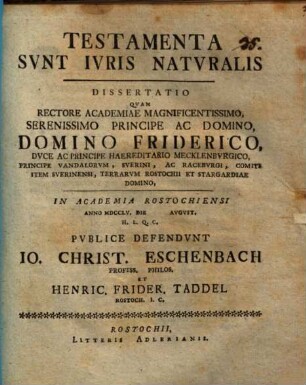 TESTAMENTA
35.
SVNT IVRIS NATVRALIS
DISSERTATIO
QVAM
RECTORE ACADEMIAE MAGNIFICENTISSIMO,
SERENISSIMO PRINCIPE AC DOMINO,
DOMINO FRIDERICO,
DVCE AC PRINCIPE HAEREDITARIO MECKLENBVRGICO,
PRINCIPE VANDALORVM, SVERINI, AC RACEBVRGI, COMITE
ITEM SVERINENSI, TERRARVM ROSTOCHII ET STARGARDIAE
DOMINO,
IN ACADEMIA ROSTOCHIENSI
ANNO MDCCLV. DIE AVGVST.
H. L. Q. C.
PVBLICE DEFENDVNT
IO. CHRIST. ESCHENBACH
PROFESS. PHILOS.
ET
HENRIC. FRIDER. TADDEL
ROSTOCH. I. C.
ROSTOCHII,
LITTERIS ADLERIANIS.